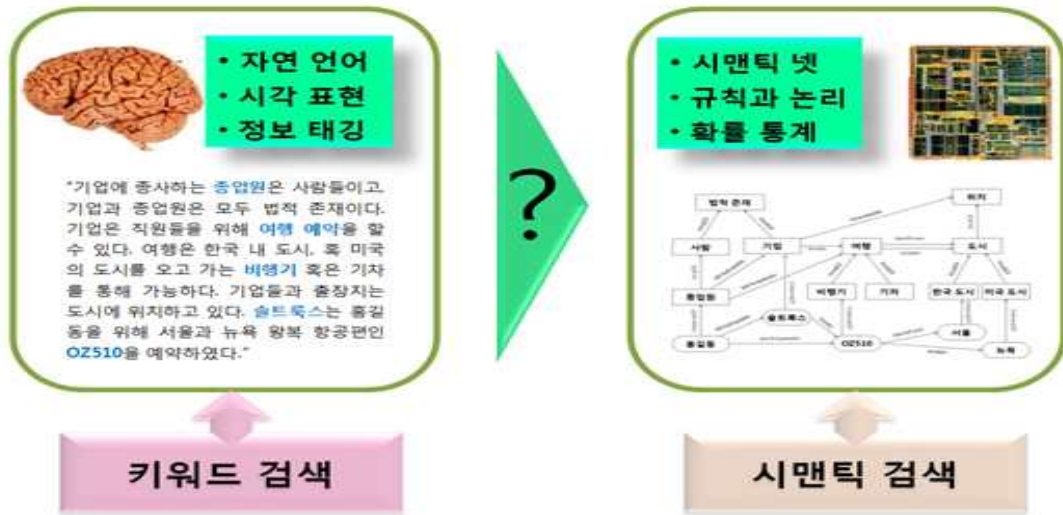 • 자연 언어
• 시각 표현
• 정보 태깅
"기업에 종사하는 종업원은 사람들이고,
기업과 종업원은 모두 법적 존재이다.
기업은 직원들을 위해 여행 예약을 할
수 있다. 여행은 한국 내 도시, 혹 미국
의 도시를 오고 가는 비행기 혹은 기차
를 통해 가능하다. 기업들과 출장지는
도시에 위치하고 있다. 솔트룩스는 홍길
동을 위해 서울과 뉴욕 왕복 항공편인
OZ510을 예약하였다."
키워드 검색
?
• 시맨틱 넷
• 규칙과 논리
• 확률 통계
법적 존재
위치
사람
기업
여행
도시
종업원
비행기
기차
한국 도시
미국 도시
솔트룩스
서울
홍길동
OZ510
뉴욕
시맨틱 검색